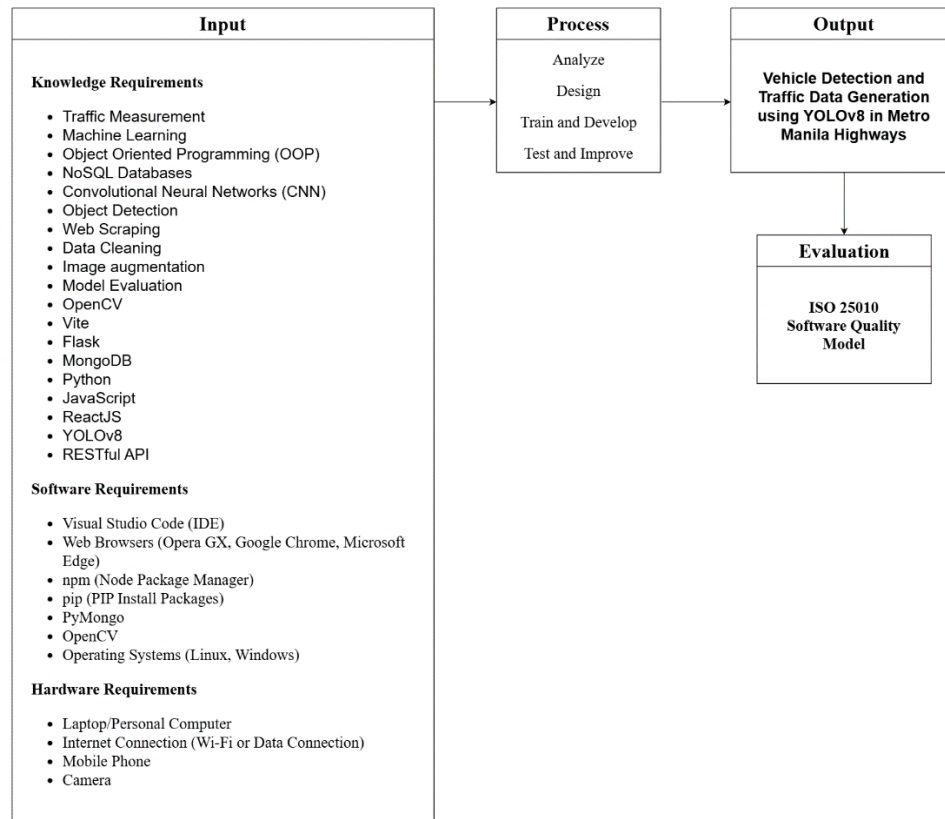 Input
Knowledge Requirements
Traffic Measurement
Machine Learning
Object Oriented Programming (OOP)
NoSQL Databases
Convolutional Neural Networks (CNN)
Object Detection
Web Scraping
Data Cleaning
Image augmentation
Model Evaluation
OpenCV
Vite
Flask
MongoDB
Python
JavaScript
ReactJS
YOLOv8
RESTful API
Software Requirements
Visual Studio Code (IDE)
Web Browsers (Opera GX, Google Chrome, Microsoft
Edge)
npm (Node Package Manager)
pip (PIP Install Packages)
PyMongo
OpenCV
Operating Systems (Linux, Windows)
Hardware Requirements
Laptop/Personal Computer
Internet Connection (Wi-Fi or Data Connection)
Mobile Phone
Camera
Process
Analyze
Design
Train and Develop
Test and Improve
Output
Vehicle Detection and
Traffic Data Generation
using YOLOv8 in Metro
Manila Highways
Evaluation
ISO 25010
Software Quality
Model